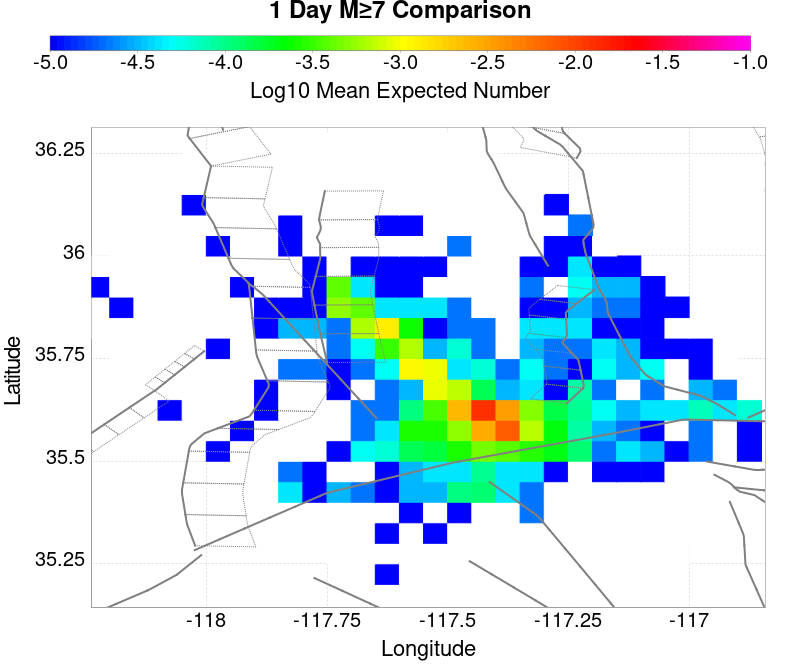 1 Day M≥7 Comparison
-5.0 -4.5 -4.0 -3.5 -3.0 -2.5 -2.0 -1.5 -1.0
Log10 Mean Expected Number
36.25
36
35.75
35.5
35.25
Latitude
-118 -117.75 -117.5 -117.25 -117
Longitude